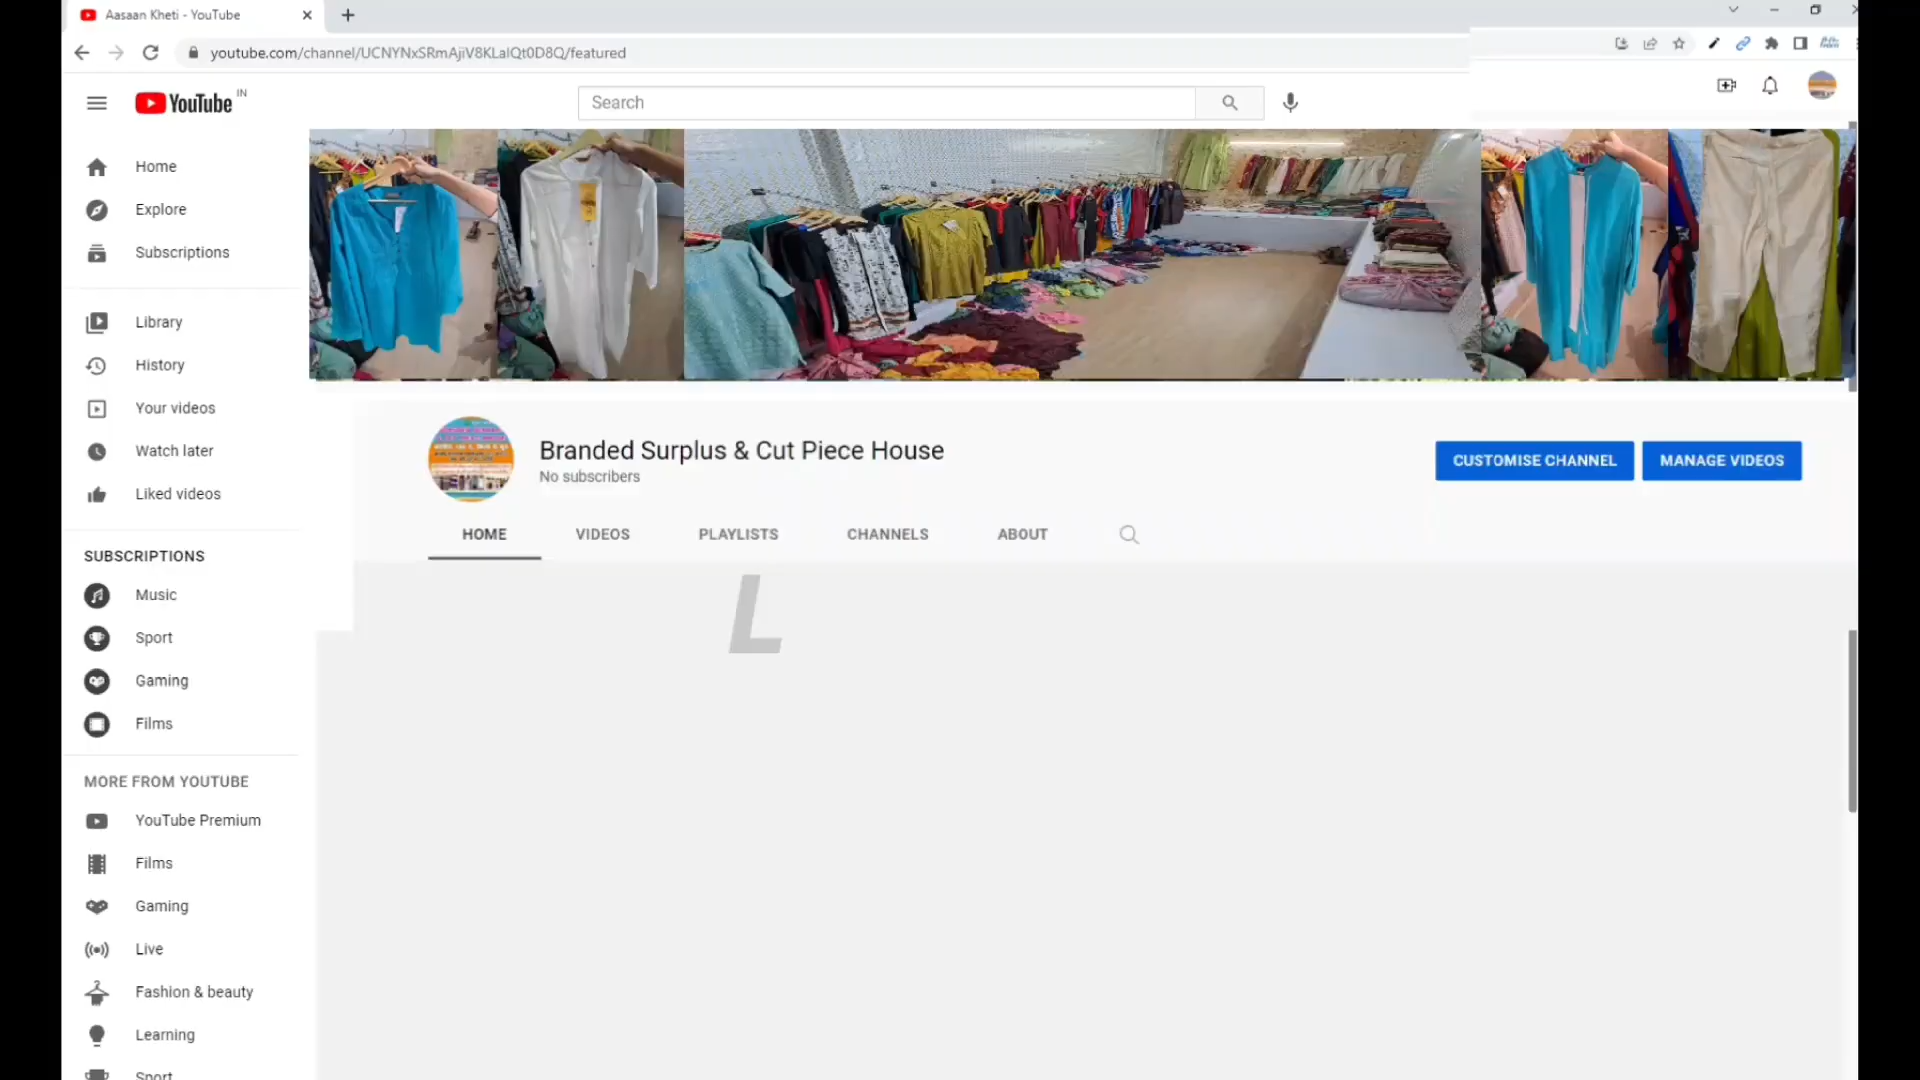 Aasaan Kheti - YouTube
youtube.com/channel/UCNYNxSRmAjiV8KLalQt0D8Q/featured
YouTube IN
Search
Home
Explore
Subscriptions
Library
History
Your videos
Watch later
Liked videos
SUBSCRIPTIONS
Music
Sport
Gaming
Films
MORE FROM YOUTUBE
YouTube Premium
Films
Gaming
Live
Fashion & beauty
Learning
Sport
Branded Surplus & Cut Piece House
No subscribers
CUSTOMISE CHANNEL
MANAGE VIDEOS
HOME VIDEOS PLAYLISTS CHANNELS ABOUT
L